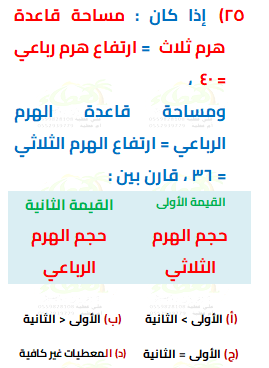 ٢٥) إذا كان : مساحة قاعدة
هرم ثلاث = ارتفاع هرم رباعي
= ٤٠ ،
ومساحة قاعدة الهرم
الرباعي = ارتفاع الهرم الثلاثي
= ٣٦ ، قارن بين :
القيمة الأولى
القيمة الثانية
حجم الهرم الثلاثي
حجم الهرم الرباعي
(أ) الأولى > الثانية
(ب) الأولى < الثانية
(ج) الأولى = الثانية
(د) المعطيات غير كافية